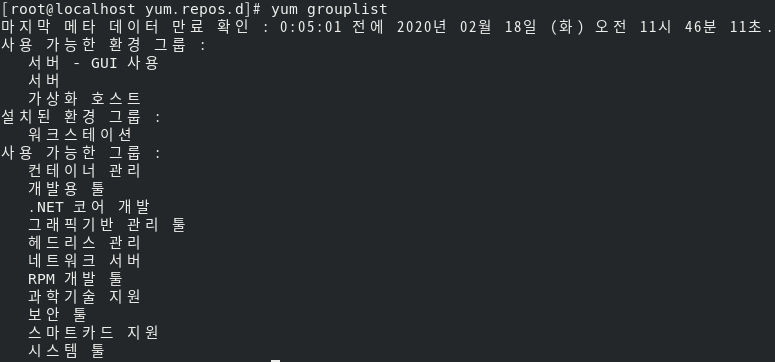 [root@localhost yum.repos.d]# yum grouplist
마지막 메타 데이터 만료 확인 : 0:05:01 전에 2020년 02월 18일 (화) 오전 11시 46분 11초.
사용 가능한 환경 그룹 :
서버 - GUI 사용
서버
가상화 호스트
설치된 환경 그룹 :
워크스테이션
사용 가능한 그룹 :
컨테이너 관리
개발용 툴
.NET 코어 개발
그래픽기반 관리 툴
헤드리스 관리
네트워크 서버
RPM 개발 툴
과학기술 지원
보안 툴
스마트카드 지원
시스템 툴